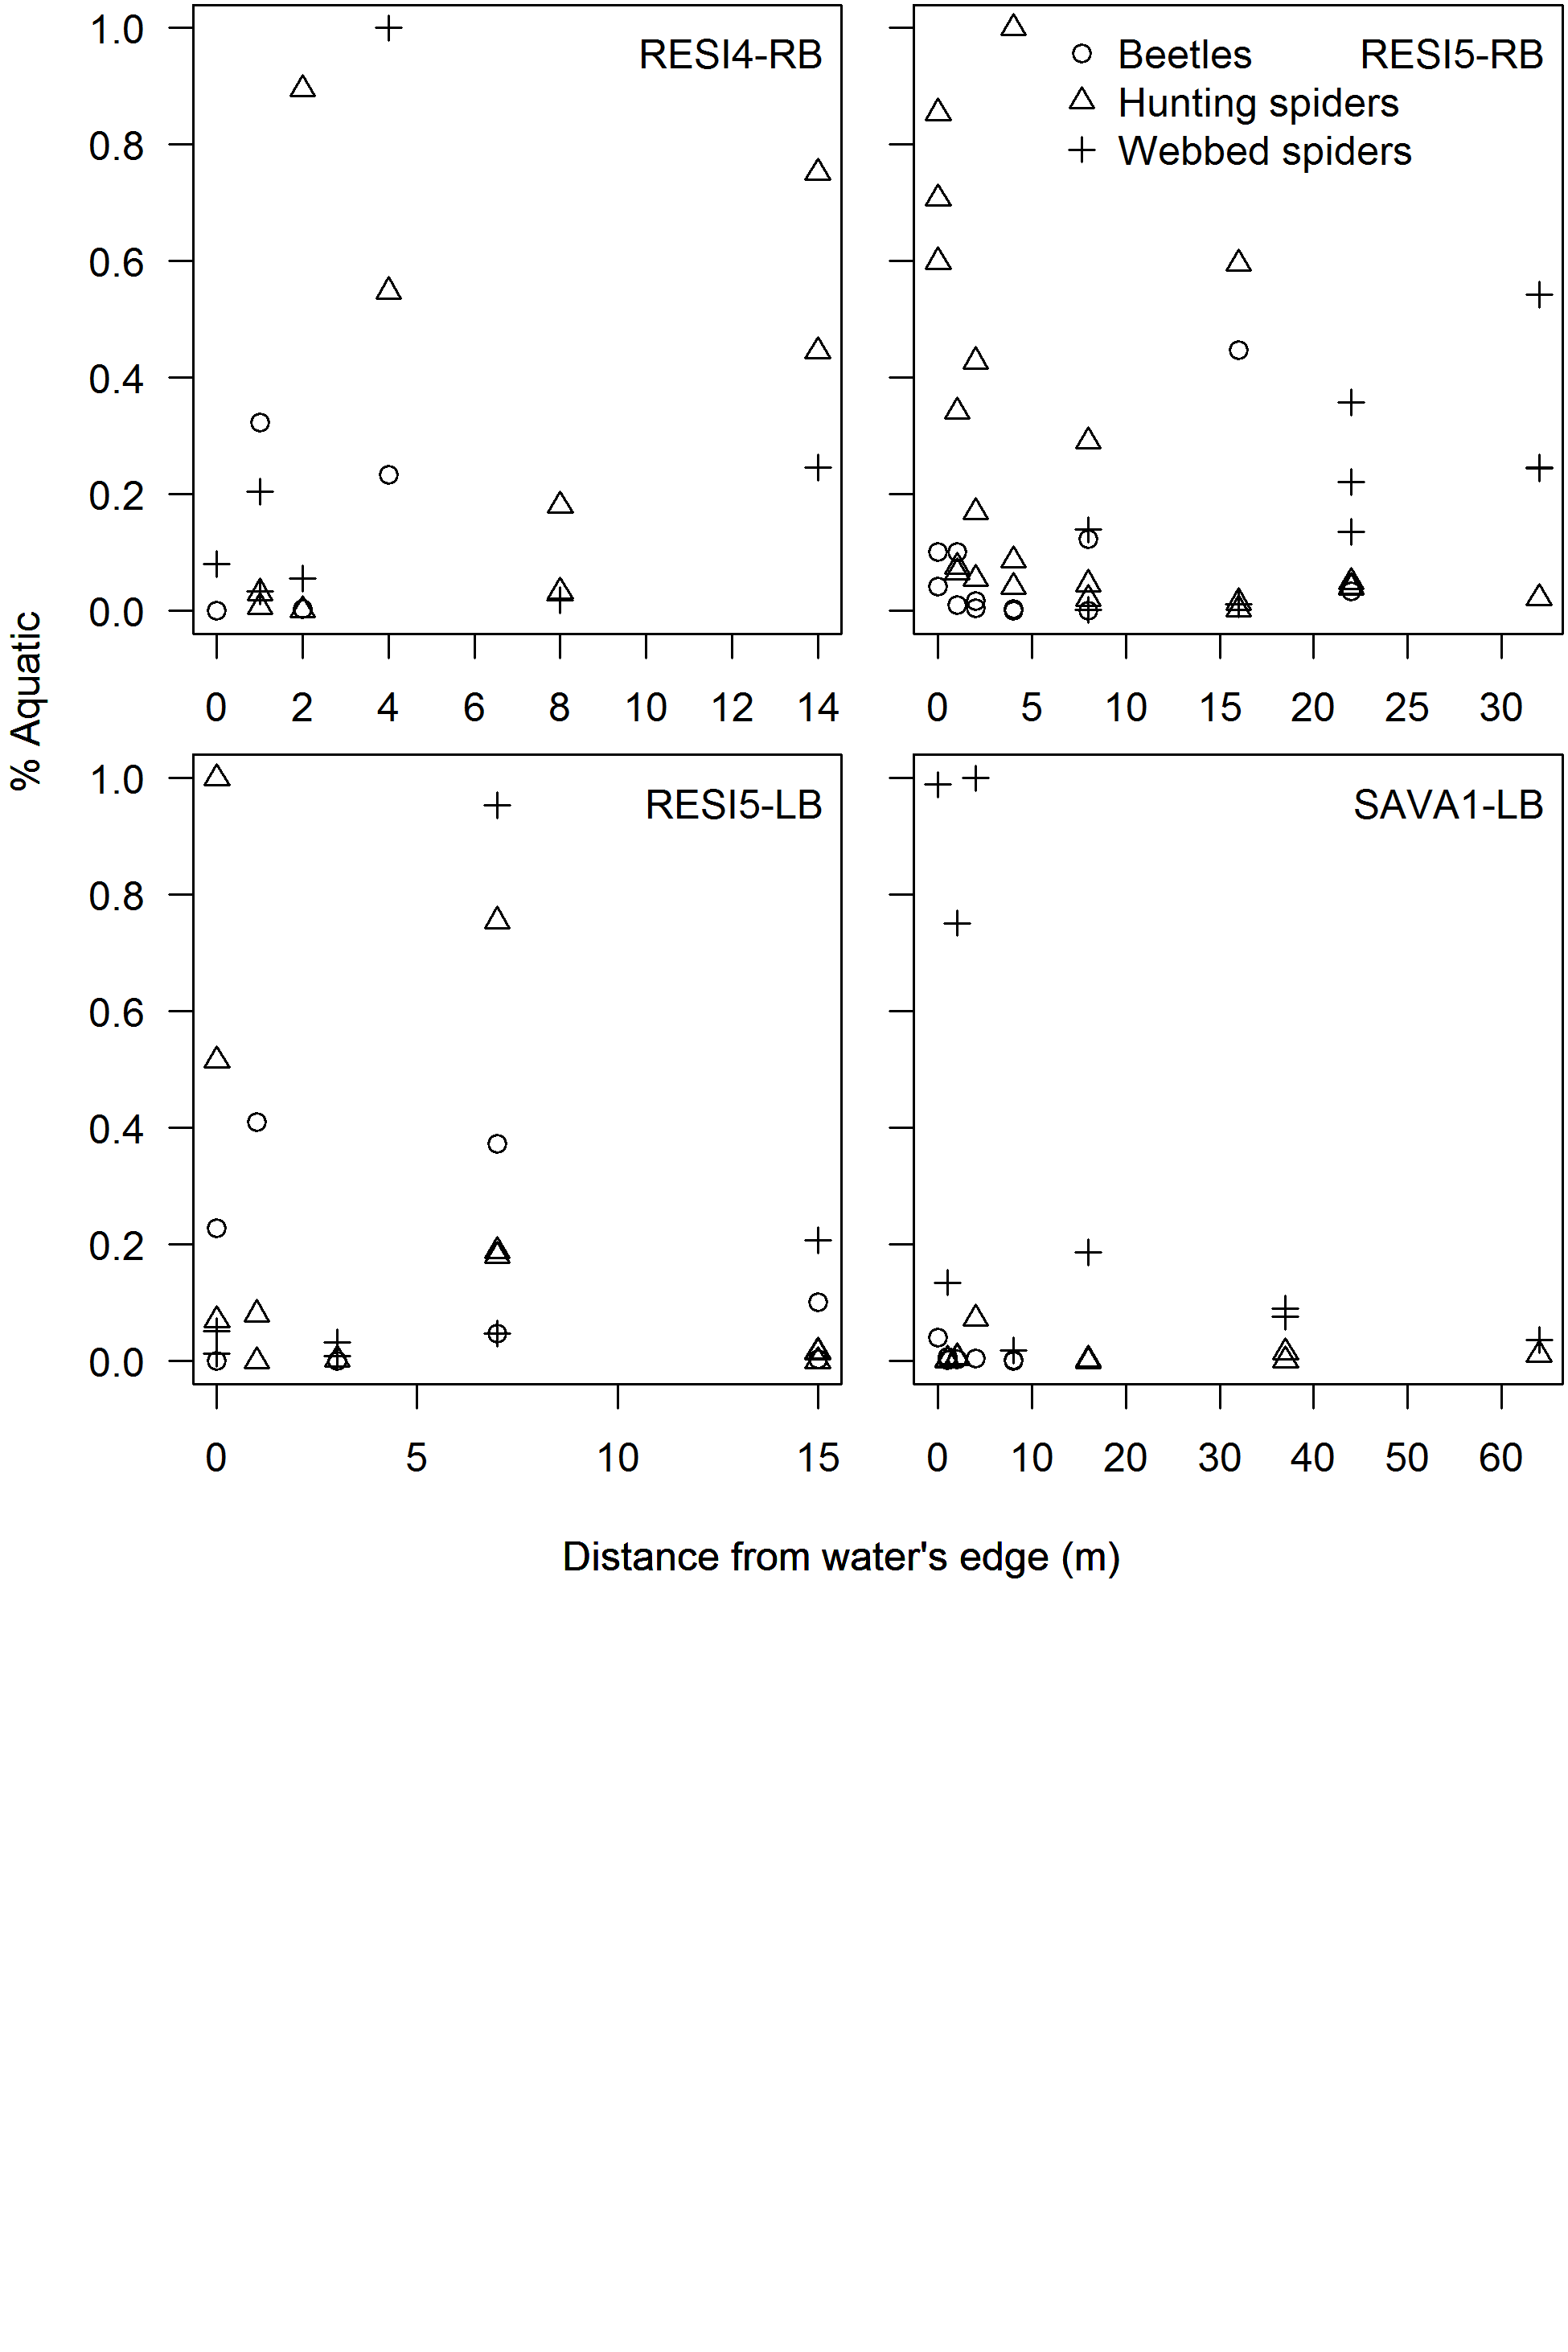 % Aquatic
RESI4-RB
1.0
0.8
0.6
0.4
0.2
0.0
0 2 4 6 8 10 12 14
RESI5-RB
Beetles
Hunting spiders
Webbed spiders
0 5 10 15 20 25 30
RESI5-LB
1.0
0.8
0.6
0.4
0.2
0.0
0 5 10 15
SAVA1-LB
0 10 20 30 40 50 60
Distance from water's edge (m)